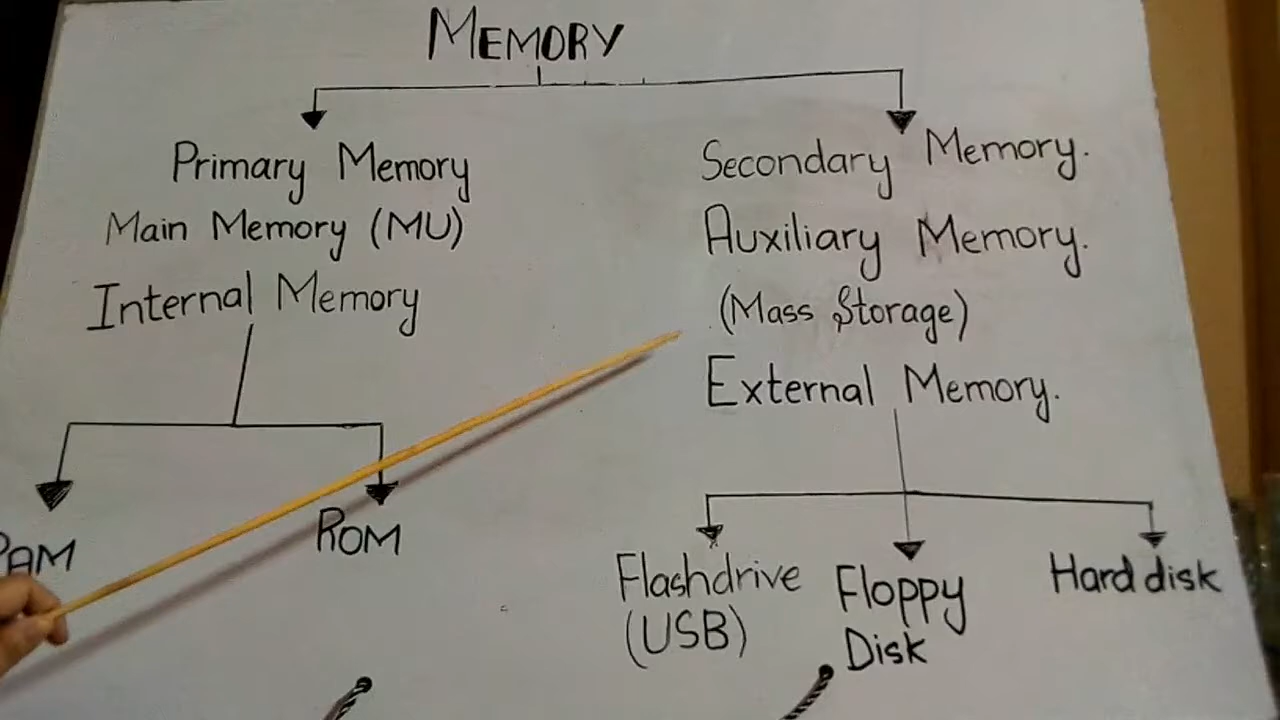 MEMORY
Primary Memory
Main Memory (MU)
Internal Memory
RAM
ROM
Secondary Memory.
Auxiliary Memory.
(Mass Storage)
External Memory.
Flashdrive
(USB)
Floppy
Disk
Hard disk